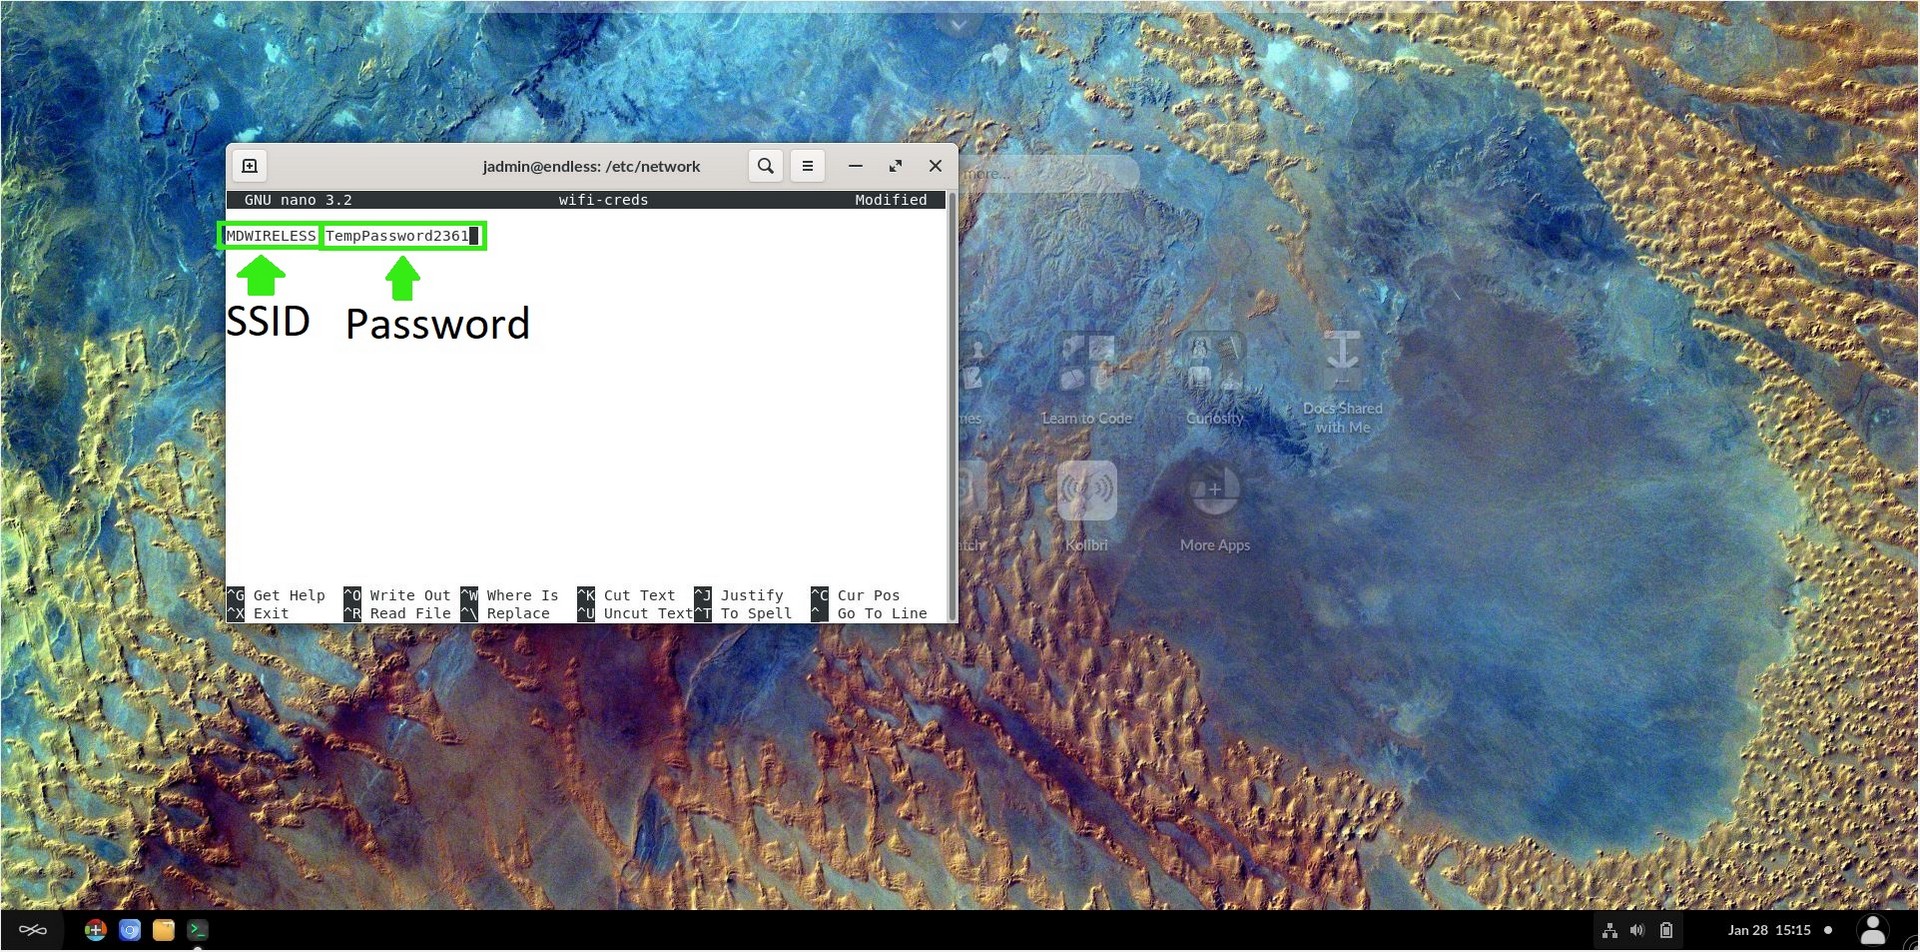 jadmin@endless: /etc/network
GNU nano 3.2 wifi-creds Modified
MDWIRELESS TempPassword2361
SSID Password
more...
Learn to Code
Curiosity
Docs Shared
with Me
Kolibri
More Apps
^G Get Help ^O Write Out ^W Where Is ^K Cut Text ^J Justify ^C Cur Pos
^X Exit ^R Read File ^\ Replace ^U Uncut Text ^T To Spell ^ Go To Line
Jan 28 15:15